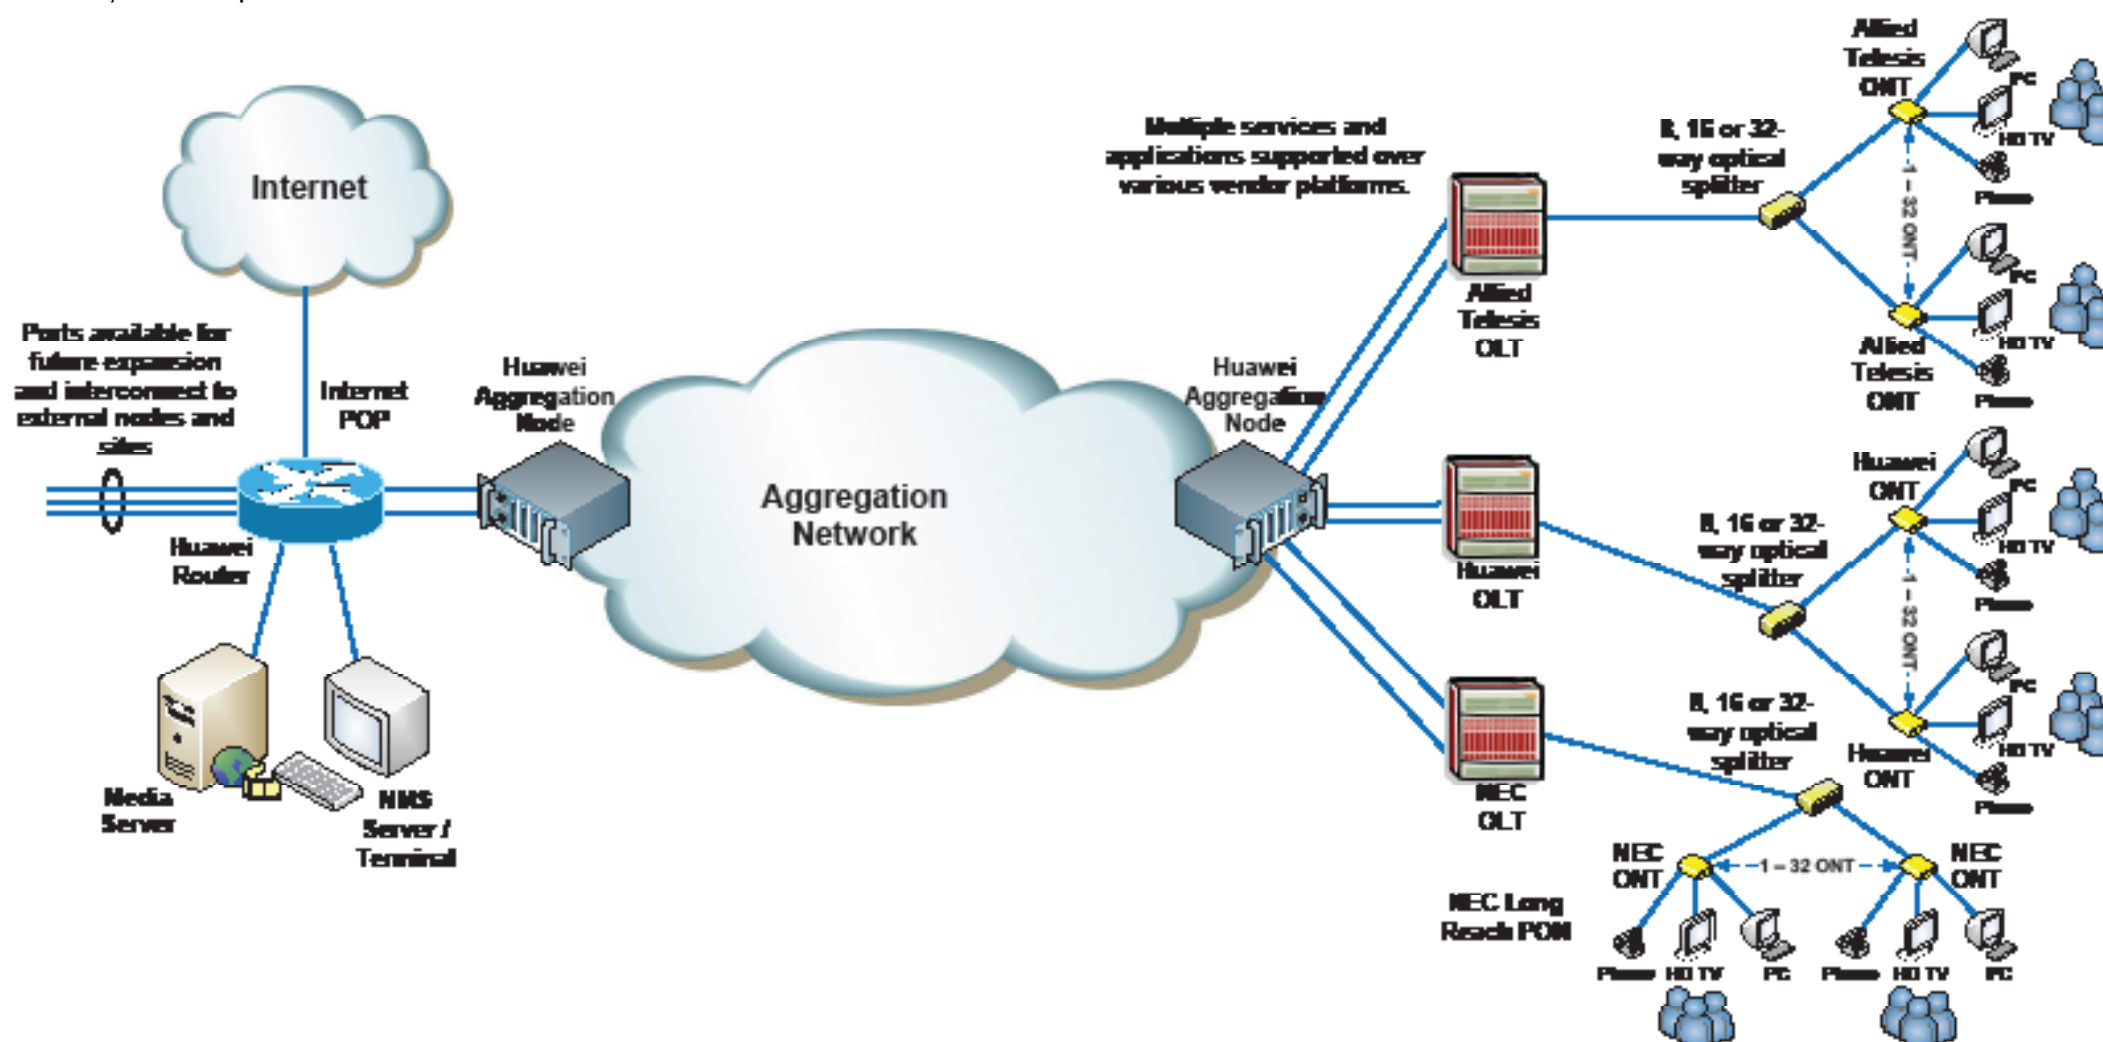 Internet
Ports available for
future expansion
and interconnect to
external nodes and
sites
Internet
POP
Huawei
Router
Media
Server
NMS
Server /
Terminal
Huawei
Aggregation
Node
Aggregation
Network
Huawei
Aggregation
Node
Multiple services and
applications supported over
various vendor platforms.
Allied
Telesis
OLT
Huawei
OLT
NEC
OLT
NEC Long
Reach PON
8, 16 or 32-
way optical
splitter
Allied
Telesis
ONT
PC
HD TV
Phone
1 – 32 ONT
PC
HD TV
Phone
Allied
Telesis
ONT
8, 16 or 32-
way optical
splitter
Huawei
ONT
PC
HD TV
Phone
1 – 32 ONT
PC
HD TV
Phone
Huawei
ONT
8, 16 or 32-
way optical
splitter
NEC
ONT
1 – 32 ONT
NEC
ONT
Phone HD TV PC
Phone HD TV PC